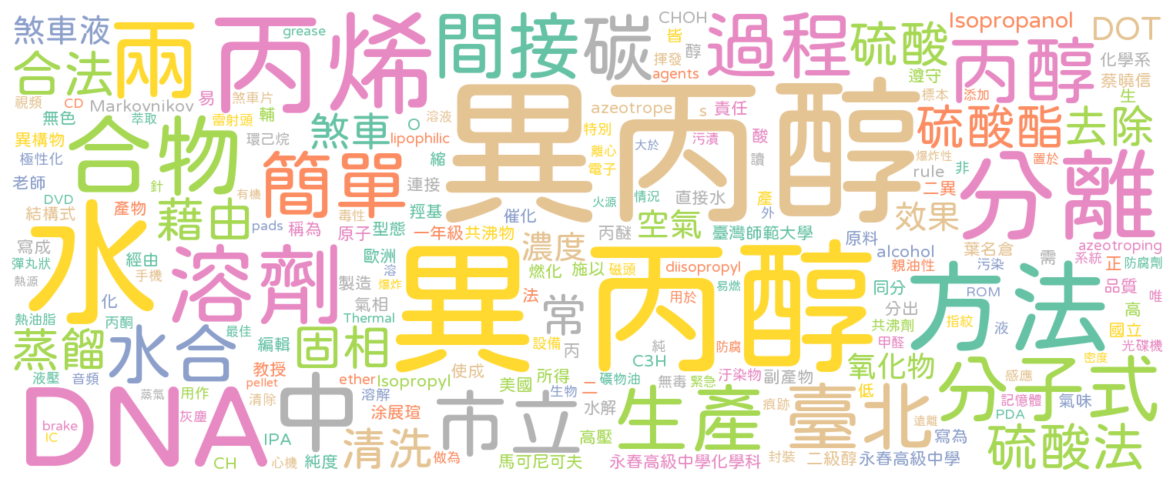 煞車液 兩 grease 丙烯 間接 碳 CHOH 皆 醇 過程 硫酸 Isopropanol DOT
合法 揮發 agents 遵守 丙醇 化學系
視頻 CD Markovnikov 易 煞車片 蔡曉信
無色 萃取 雷射頭 輔 溶液 azeotrope s 責任 標本 添加 生
異構物 合物 環己烷 煞車 O lipophilic 異丙醇 特別 酸 硫酸酯 去除
極性化 簡單 縮 離心 大於 污漬 讀 爆炸性 置於 非
老師 針 連接 電子 rule 二異 分離
DVD 水 藉由 有機 羥基 火源 情況 直接水 產 外
結構式 產物 毒性 pads 稱為 原子 型態 催化 丙醚 空氣 效果
寫成 溶劑 一年級 共沸物 濃度 臺灣師範大學 原料 葉名倉 azeotroping
彈丸狀 經由 手機 歐洲 燃化 施以 磁頭 diisopropyl alcohol 親油性 污染 需 系統 正 防腐劑
熱源 化 製造 溶 爆炸 異丙醇 易燃 同分 方法 品質
氣相 法 用於 ROM 唯
熱油脂 丙酮 最佳 Thermal 常 分出 高
蒸餾 水合 編輯 固相 設備 純 防腐 共沸劑 指紋 液 國立
丙 C3H 甲醛 光碟機
液壓 音頻 教授 ether Isopropyl 使成 美國 所得 礦物油 汙染物 副產物 氧化物 密度
蒸氣 用作 pellet 溶解 二 無毒 緊急 低 分子式 感應
DNA 清除 中 生物 痕跡 記憶體 氣味
brake 灰塵 塗展瑄 市立 水解 生產 臺北 PDA
IC IPA 清洗 高壓 遠離 寫為 硫酸法
CH 心機 純度 做為 馬可尼可夫 永春高級中學化學科 封裝 二級醇 永春高級中學